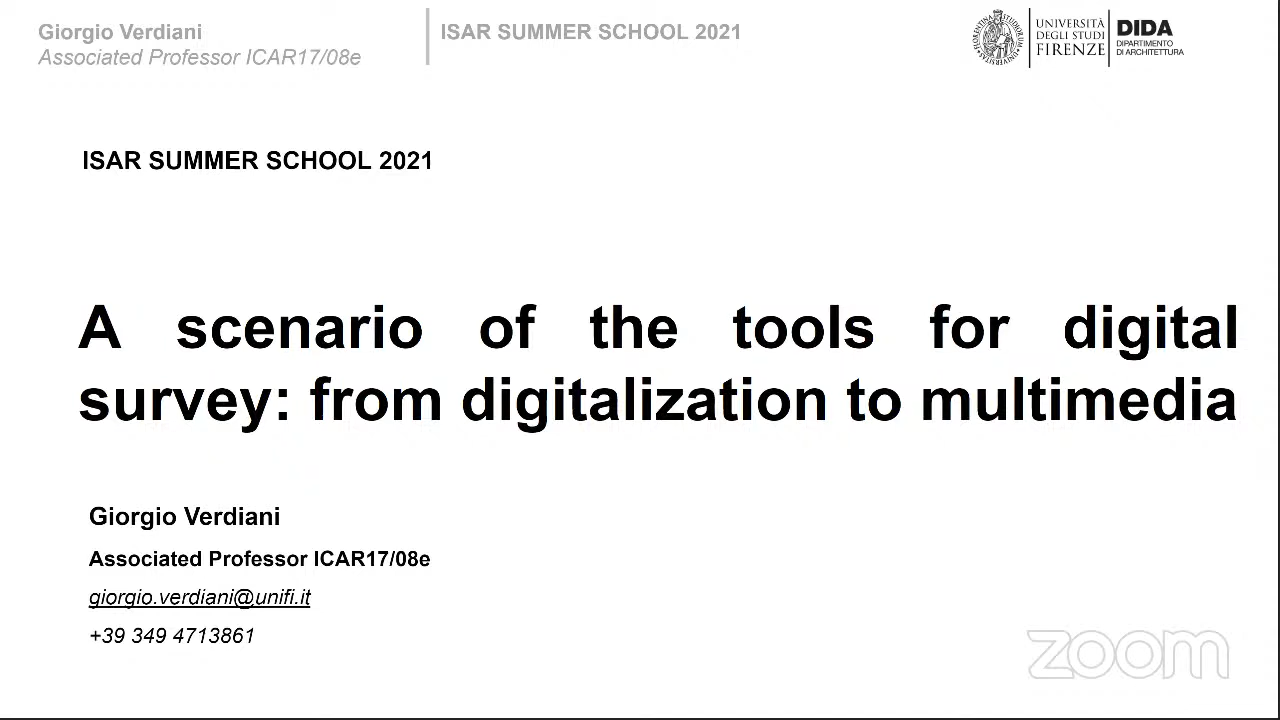 Giorgio Verdiani
Associated Professor ICAR17/08e
ISAR SUMMER SCHOOL 2021
UNIVERSITÀ
DEGLI STUDI
FIRENZE
DIDA
DIPARTIMENTO
DI ARCHITETTURA
ISAR SUMMER SCHOOL 2021
A scenario of the tools for digital
survey: from digitalization to multimedia
Giorgio Verdiani
Associated Professor ICAR17/08e
giorgio.verdiani@unifi.it
+39 349 4713861
zoom